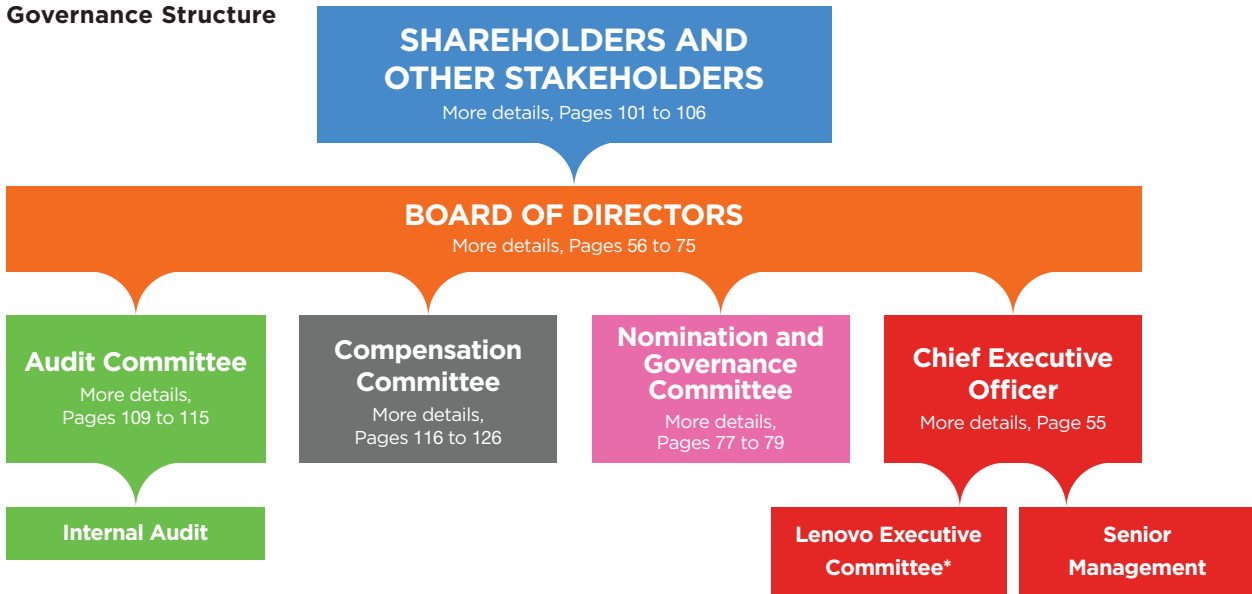 Governance Structure
SHAREHOLDERS AND
OTHER STAKEHOLDERS
More details, Pages 101 to 106
BOARD OF DIRECTORS
More details, Pages 56 to 75
Audit Committee
More details,
Pages 109 to 115
Compensation
Committee
More details,
Pages 116 to 126
Nomination and
Governance
Committee
More details,
Pages 77 to 79
Chief Executive
Officer
More details, Page 55
Internal Audit
Lenovo Executive
Committee*
Senior
Management